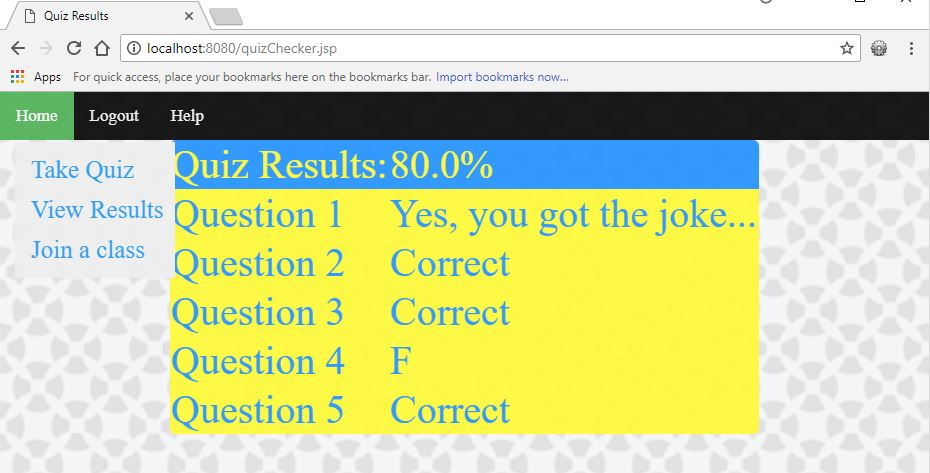 Quiz Results
localhost:8080/quizChecker.jsp
Apps For quick access, place your bookmarks here on the bookmarks bar. Import bookmarks now...
Home Logout Help
Take Quiz
View Results
Join a class
Quiz Results: 80.0%
Question 1 Yes, you got the joke...
Question 2 Correct
Question 3 Correct
Question 4 F
Question 5 Correct